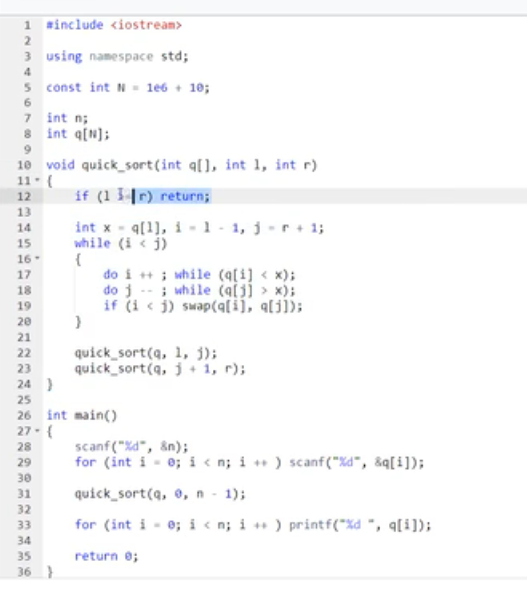 1 #include <iostream>
2
3 using namespace std;
4
5 const int N = 1e6 + 10;
6
7 int n;
8 int q[N];
9
10 void quick_sort(int q[], int l, int r)
11 {
12 if (l >= r) return;
13
14 int x = q[l], i = l - 1, j = r + 1;
15 while (i < j)
16 {
17 do i ++ ; while (q[i] < x);
18 do j -- ; while (q[j] > x);
19 if (i < j) swap(q[i], q[j]);
20 }
21
22 quick_sort(q, l, j);
23 quick_sort(q, j + 1, r);
24 }
25
26 int main()
27 {
28 scanf("%d", &n);
29 for (int i = 0; i < n; i ++ ) scanf("%d", &q[i]);
30
31 quick_sort(q, 0, n - 1);
32
33 for (int i = 0; i < n; i ++ ) printf("%d ", q[i]);
34
35 return 0;
36 }